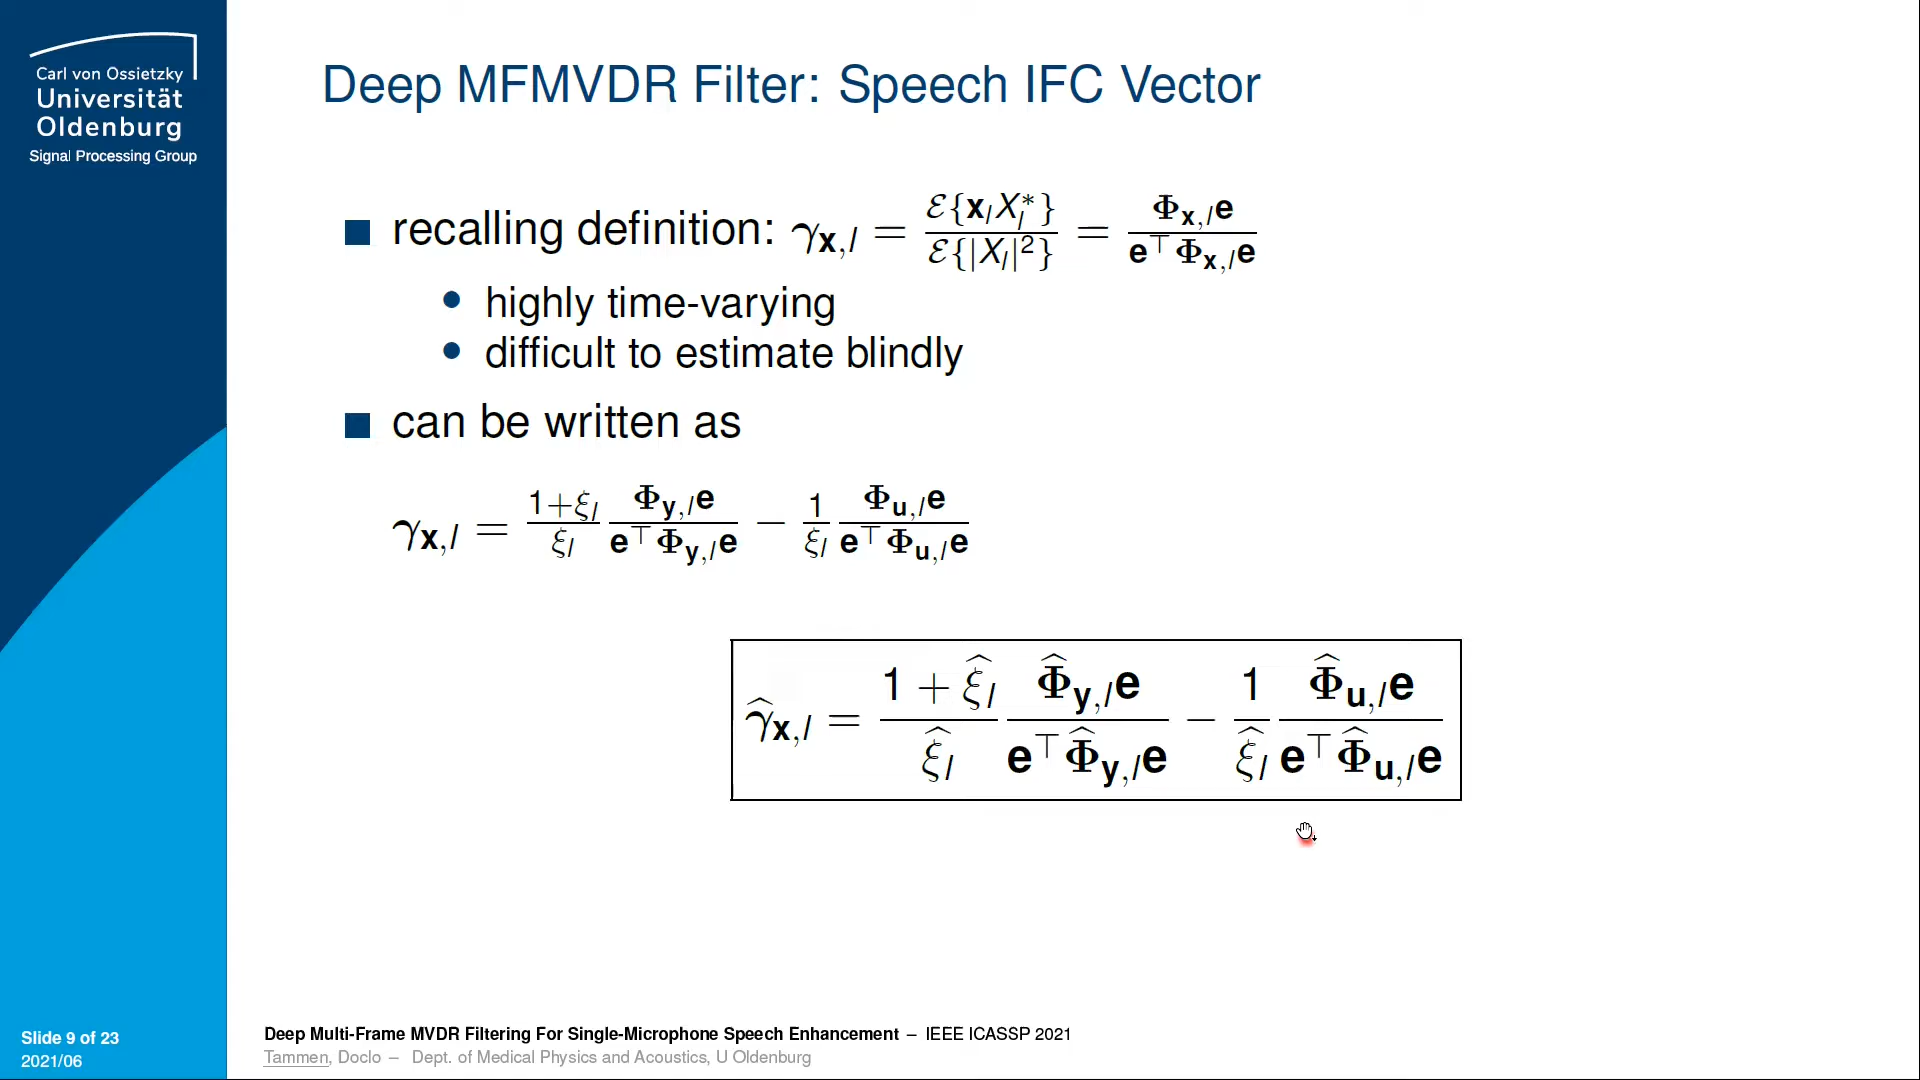 Carl von Ossietzky
Universität
Oldenburg
Signal Processing Group
Deep MFMVDR Filter: Speech IFC Vector
recalling definition: γ_{x,l} = ℰ{x_l X_l^*} / ℰ{|X_l|^2} = Φ_{x,l}e / e^⊤Φ_{x,l}e
highly time-varying
difficult to estimate blindly
can be written as
γ_{x,l} = (1+ξ_l)/ξ_l Φ_{y,l}e / e^⊤Φ_{y,l}e − 1/ξ_l Φ_{u,l}e / e^⊤Φ_{u,l}e
γ̂_{x,l} = (1 + ξ̂_l)/ξ̂_l Φ̂_{y,l}e / e^⊤Φ̂_{y,l}e − 1/ξ̂_l Φ̂_{u,l}e / e^⊤Φ̂_{u,l}e
Slide 9 of 23
2021/06
Deep Multi-Frame MVDR Filtering For Single-Microphone Speech Enhancement – IEEE ICASSP 2021
Tammen, Doclo – Dept. of Medical Physics and Acoustics, U Oldenburg